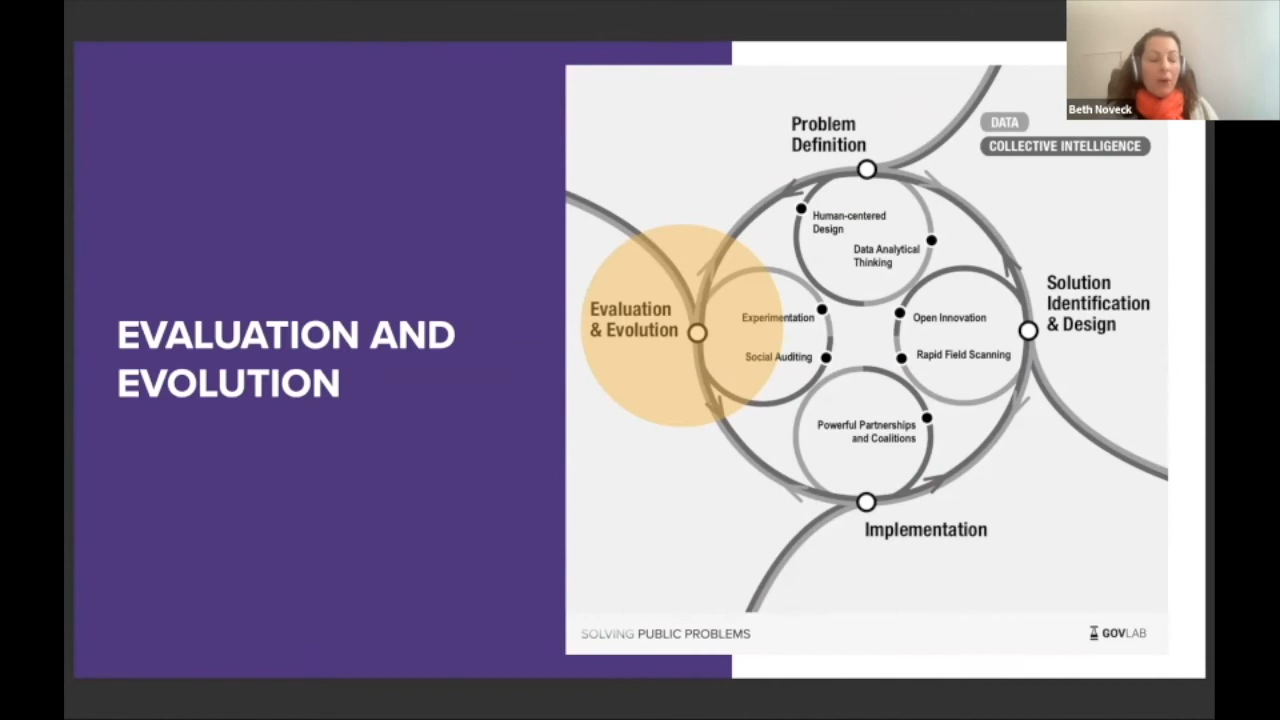 EVALUATION AND
EVOLUTION
Beth Noveck
DATA
COLLECTIVE INTELLIGENCE
Problem
Definition
Human-centered
Design
Data Analytical
Thinking
Evaluation
& Evolution
Experimentation
Social Auditing
Open Innovation
Rapid Field Scanning
Solution
Identification
& Design
Powerful Partnerships
and Coalitions
Implementation
SOLVING PUBLIC PROBLEMS
GOVLAB